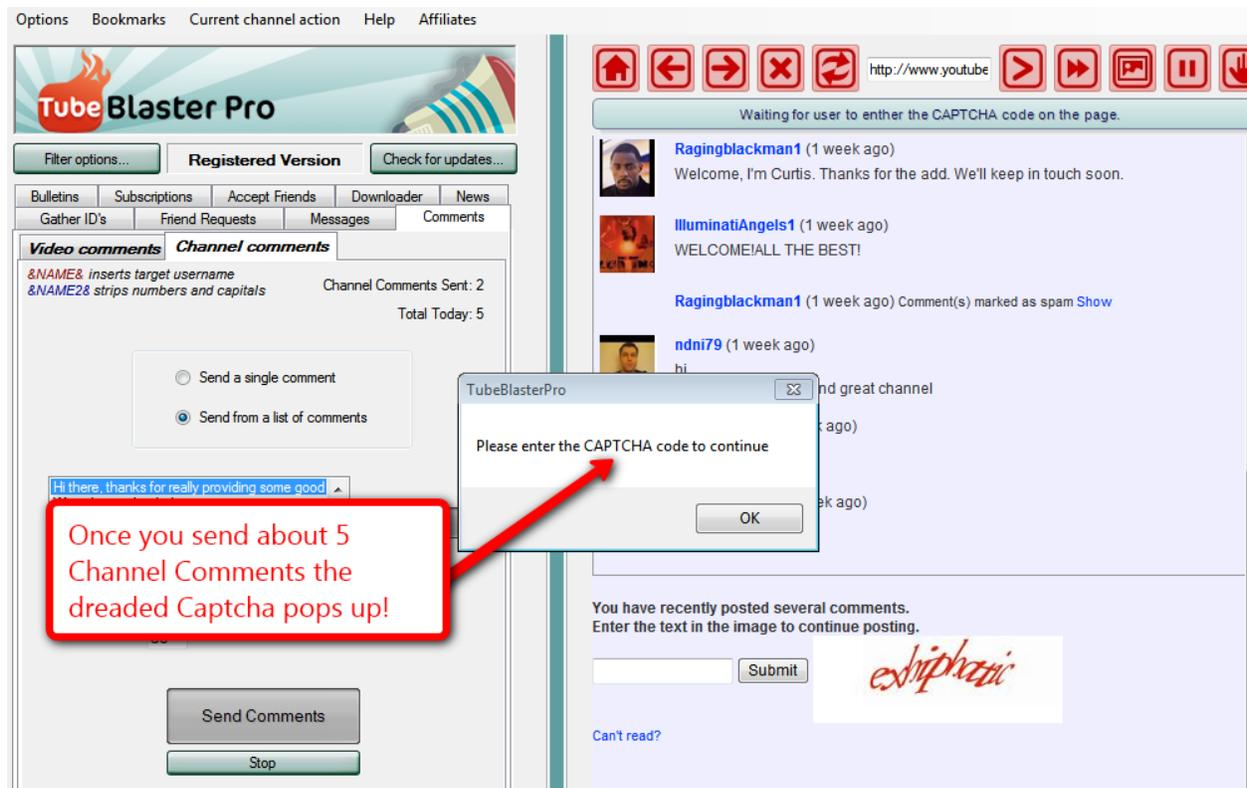 Options Bookmarks Current channel action Help Affiliates
TubeBlaster Pro
http://www.youtube
Waiting for user to enther the CAPTCHA code on the page.
Filter options... Registered Version Check for updates...
Bulletins Subscriptions Accept Friends Downloader News
Gather ID's Friend Requests Messages Comments
Video comments Channel comments
&NAME& inserts target username
&NAME2& strips numbers and capitals
Channel Comments Sent: 2
Total Today: 5
Send a single comment
Send from a list of comments
Hi there, thanks for really providing some good
Once you send about 5
Channel Comments the
dreaded Captcha pops up!
Send Comments
Stop
Ragingblackman1 (1 week ago)
Welcome, I'm Curtis. Thanks for the add. We'll keep in touch soon.
IlluminatiAngels1 (1 week ago)
WELCOME!ALL THE BEST!
Ragingblackman1 (1 week ago) Comment(s) marked as spam Show
ndni79 (1 week ago)
hi
nd great channel
ago)
ek ago)
TubeBlasterPro
Please enter the CAPTCHA code to continue
OK
You have recently posted several comments.
Enter the text in the image to continue posting.
Submit
exhiphatic
Can't read?